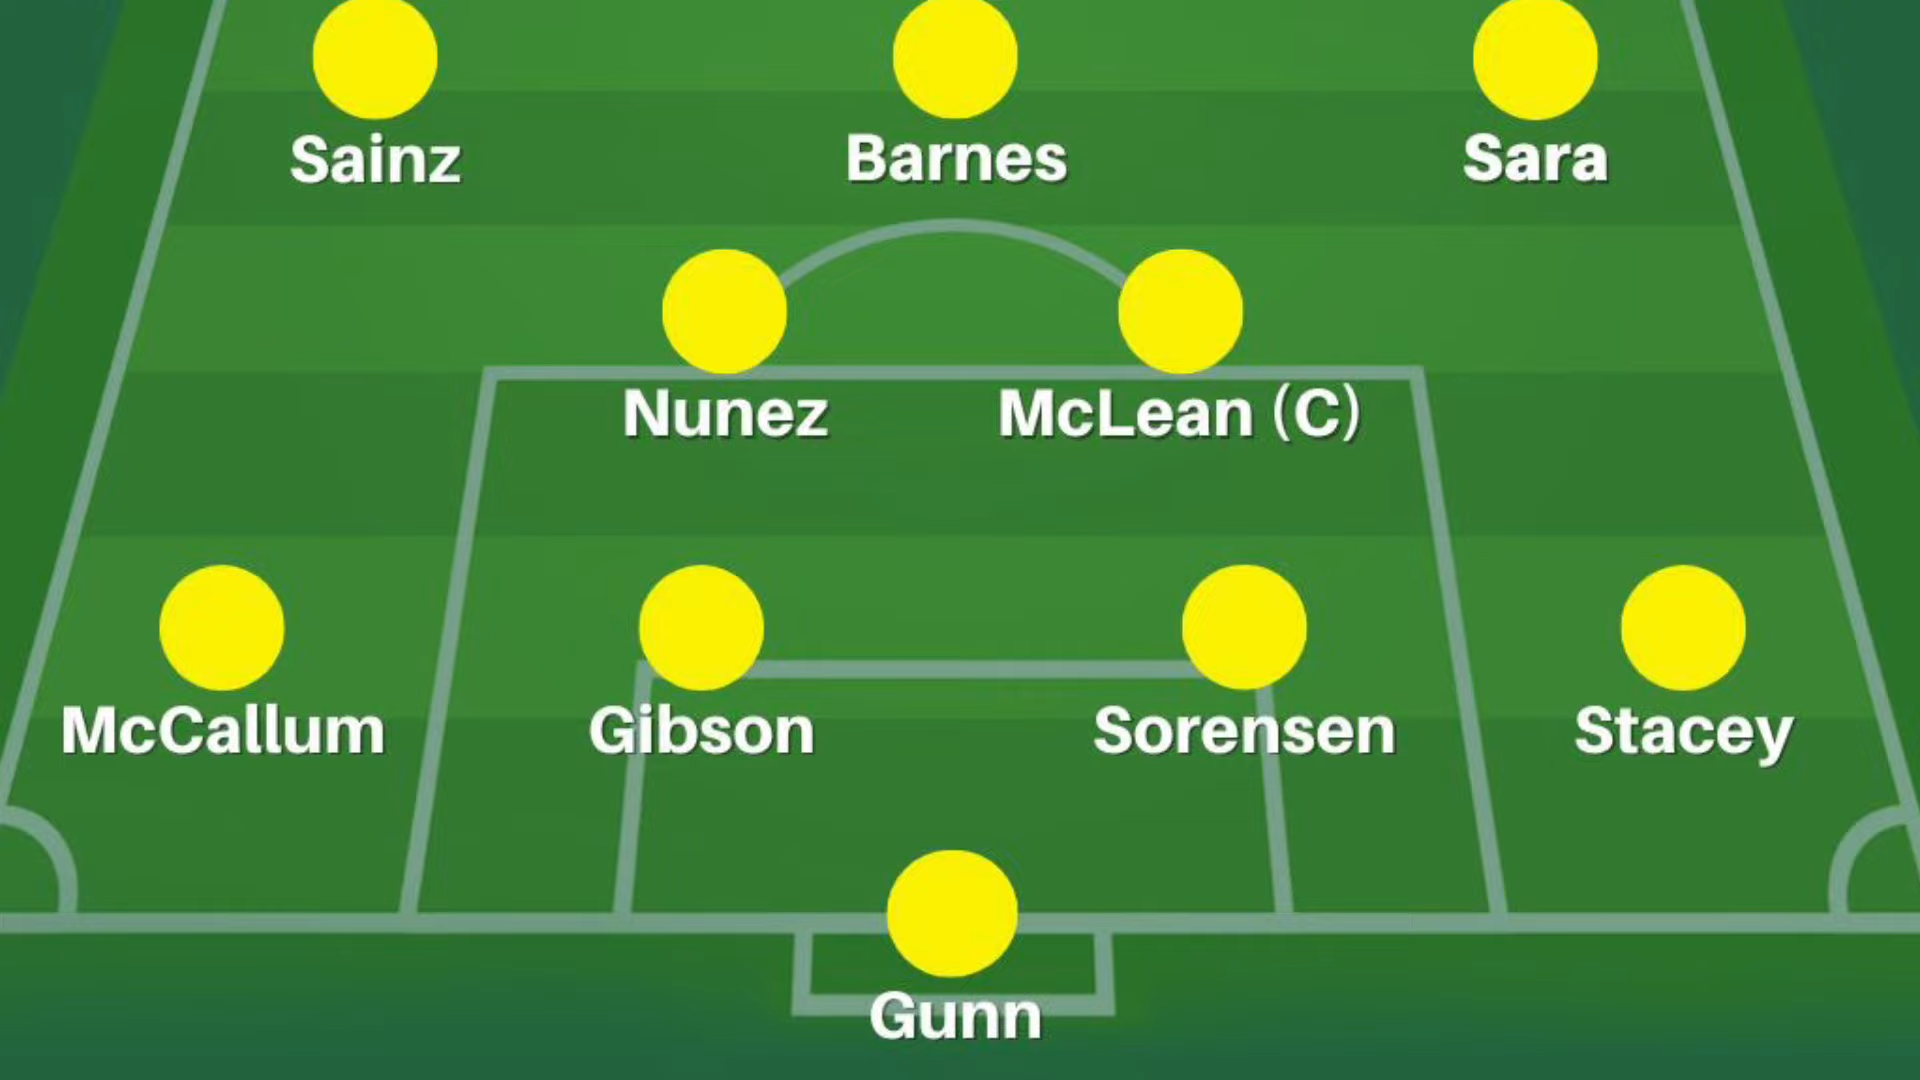 Sainz
Barnes
Sara
Nunez
McLean (C)
McCallum
Gibson
Sorensen
Stacey
Gunn